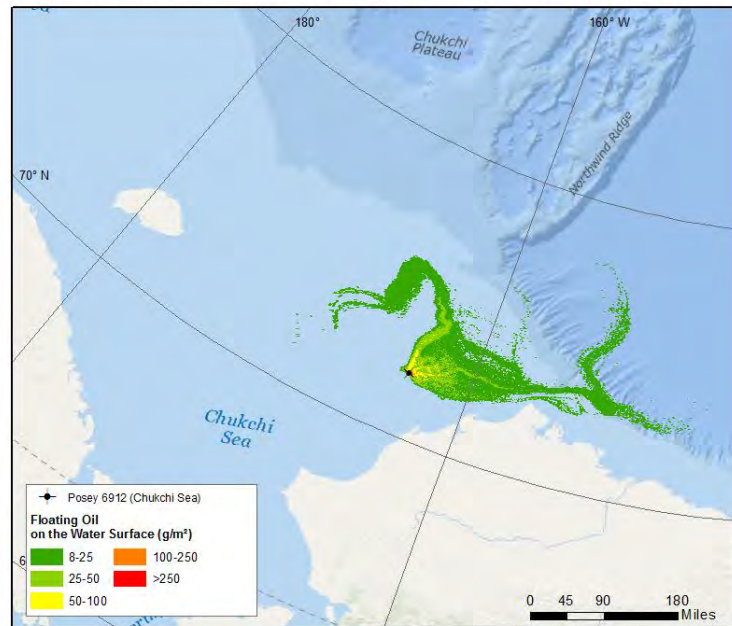 180°
160° W
Chukchi
Plateau
Northwind Ridge
70° N
Chukchi
Sea
Posey 6912 (Chukchi Sea)
Floating Oil
on the Water Surface (g/m²)
8-25
100-250
25-50
>250
50-100
0 45 90 180
Miles